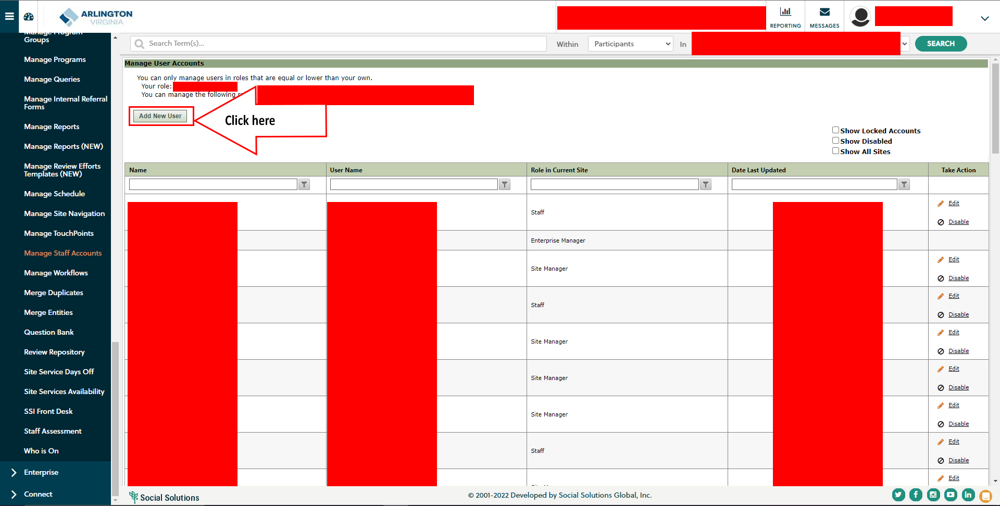 ARLINGTON
VIRGINIA
REPORTING
MESSAGES
Manage Program
Groups
Manage Programs
Manage Queries
Manage Internal Referral
Forms
Manage Reports
Manage Reports (NEW)
Manage Review Efforts
Templates (NEW)
Manage Schedule
Manage Site Navigation
Manage TouchPoints
Manage Staff Accounts
Manage Workflows
Merge Duplicates
Merge Entities
Question Bank
Review Repository
Site Service Days Off
Site Services Availability
SSI Front Desk
Staff Assessment
Who is On
Enterprise
Connect
Search Term(s)...
Within
Participants
In
SEARCH
Manage User Accounts
You can only manage users in roles that are equal or lower than your own.
Your role:
You can manage the following
Add New User
Click here
Show Locked Accounts
Show Disabled
Show All Sites
Name User Name Role in Current Site Date Last Updated Take Action
Staff
Edit
Disable
Enterprise Manager
Site Manager
Edit
Disable
Staff
Edit
Disable
Site Manager
Edit
Disable
Site Manager
Edit
Disable
Site Manager
Edit
Disable
Staff
Edit
Disable
Edit
Social Solutions
© 2001-2022 Developed by Social Solutions Global, Inc.